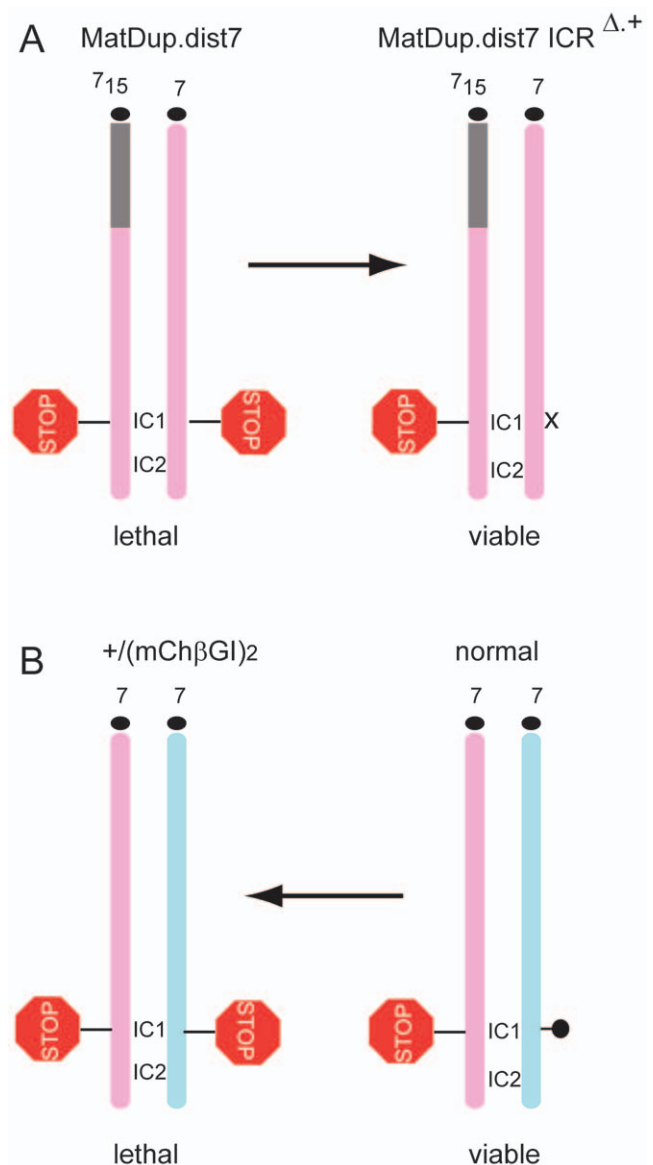 A
MatDup.dist7
MatDup.dist7 ICR Δ.+
7 15 7
7 15 7
STOP IC1 STOP
STOP IC1 X
IC2
IC2
lethal
viable
B
+/(mChβGI)2
normal
7 7
7 7
STOP IC1 STOP
STOP IC1
IC2
IC2
lethal
viable